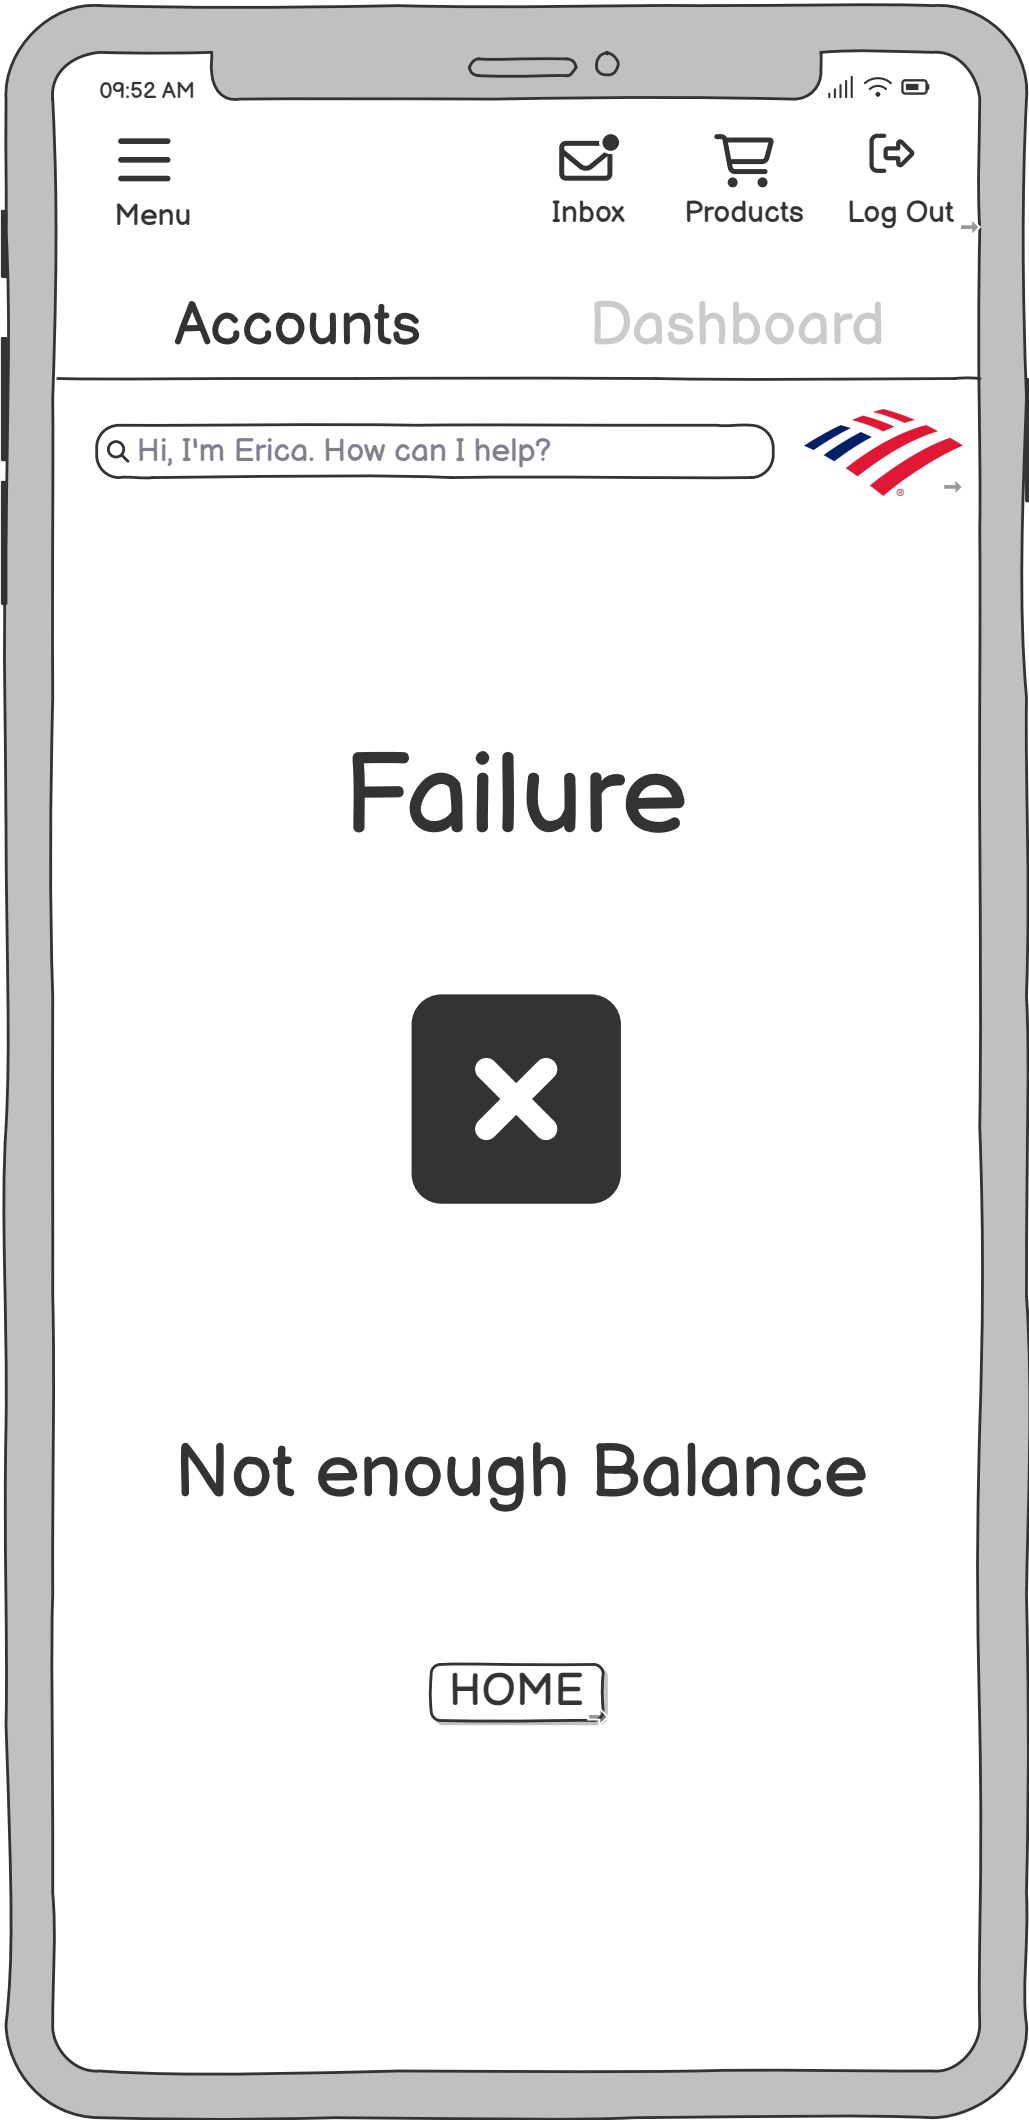 09:52 AM
Menu
Inbox
Products
Log Out
Accounts
Dashboard
Hi, I'm Erica. How can I help?
®
Failure
Not enough Balance
HOME